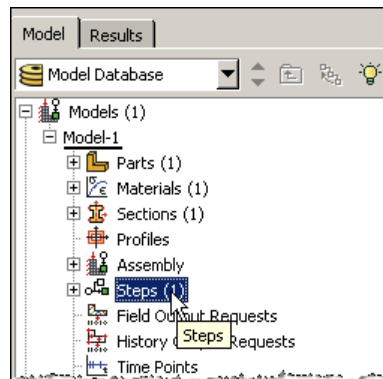 Model Results
Model Database
Models (1)
Model-1
Parts (1)
Materials (1)
Sections (1)
Profiles
Assembly
Steps (1)
Field Output Requests
Steps
History Requests
Time Points